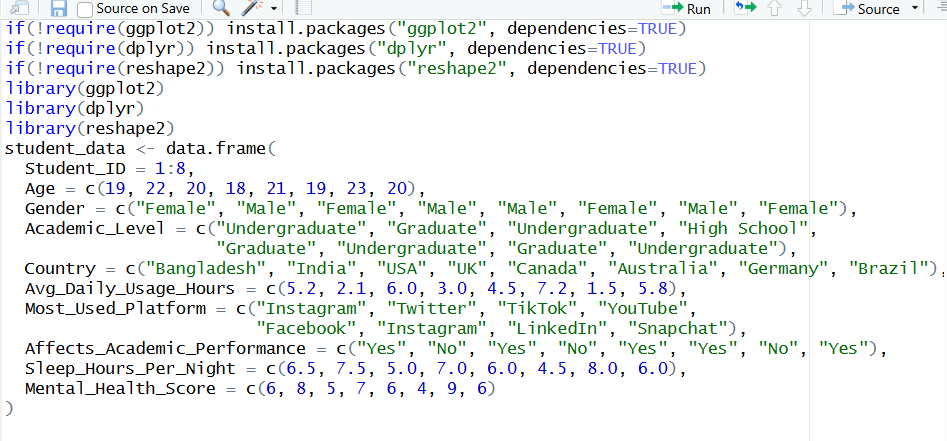 Source on Save
Run
Source
if(!require(ggplot2)) install.packages("ggplot2", dependencies=TRUE)
if(!require(dplyr)) install.packages("dplyr", dependencies=TRUE)
if(!require(reshape2)) install.packages("reshape2", dependencies=TRUE)
library(ggplot2)
library(dplyr)
library(reshape2)
student_data <- data.frame(
  Student_ID = 1:8,
  Age = c(19, 22, 20, 18, 21, 19, 23, 20),
  Gender = c("Female", "Male", "Female", "Male", "Male", "Female", "Male", "Female"),
  Academic_Level = c("Undergraduate", "Graduate", "Undergraduate", "High School",
                     "Graduate", "Undergraduate", "Graduate", "Undergraduate"),
  Country = c("Bangladesh", "India", "USA", "UK", "Canada", "Australia", "Germany", "Brazil"),
  Avg_Daily_Usage_Hours = c(5.2, 2.1, 6.0, 3.0, 4.5, 7.2, 1.5, 5.8),
  Most_Used_Platform = c("Instagram", "Twitter", "TikTok", "YouTube",
                         "Facebook", "Instagram", "LinkedIn", "Snapchat"),
  Affects_Academic_Performance = c("Yes", "No", "Yes", "No", "Yes", "Yes", "No", "Yes"),
  Sleep_Hours_Per_Night = c(6.5, 7.5, 5.0, 7.0, 6.0, 4.5, 8.0, 6.0),
  Mental_Health_Score = c(6, 8, 5, 7, 6, 4, 9, 6)
)